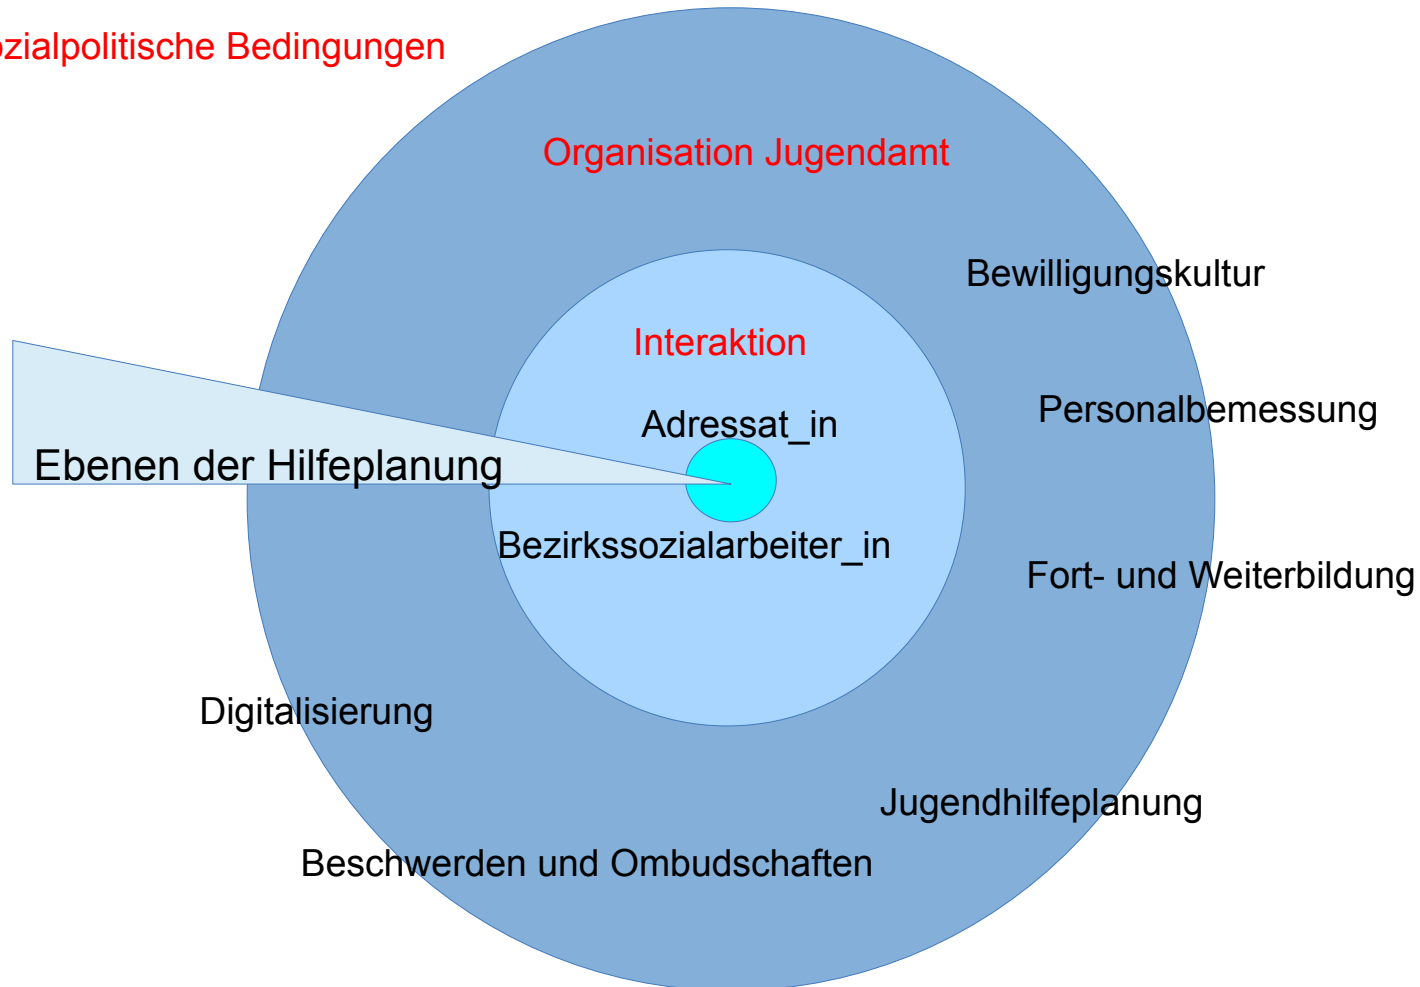 ozialpolitische Bedingungen
Organisation Jugendamt
Bewilligungskultur
Interaktion
Personalbemessung
Adressat_in
Ebenen der Hilfeplanung
Bezirkssozialarbeiter_in
Fort- und Weiterbildung
Digitalisierung
Jugendhilfeplanung
Beschwerden und Ombudschaften